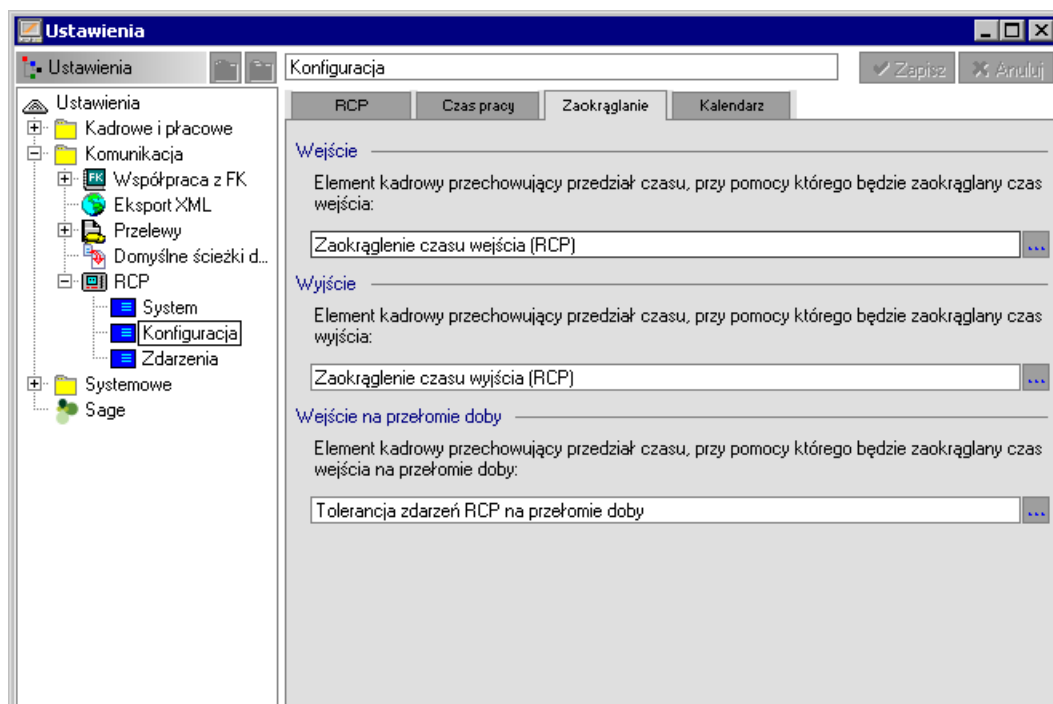 Ustawienia
Ustawienia
Konfiguracja
Zapisz
Anuluj
Ustawienia
Kadrowe i płacowe
Komunikacja
FK Współpraca z FK
Eksport XML
Przelewy
Domyślne ścieżki d...
RCP
System
Konfiguracja
Zdarzenia
Systemowe
Sage
RCP
Czas pracy
Zaokrąglanie
Kalendarz
Wejście
Element kadrowy przechowujący przedział czasu, przy pomocy którego będzie zaokrąglany czas
wejścia:
Zaokrąglenie czasu wejścia (RCP)
...
Wyjście
Element kadrowy przechowujący przedział czasu, przy pomocy którego będzie zaokrąglany czas
wyjścia:
Zaokrąglenie czasu wyjścia (RCP)
...
Wejście na przełomie doby
Element kadrowy przechowujący przedział czasu, przy pomocy którego będzie zaokrąglany czas
wejścia na przełomie doby:
Tolerancja zdarzeń RCP na przełomie doby
...